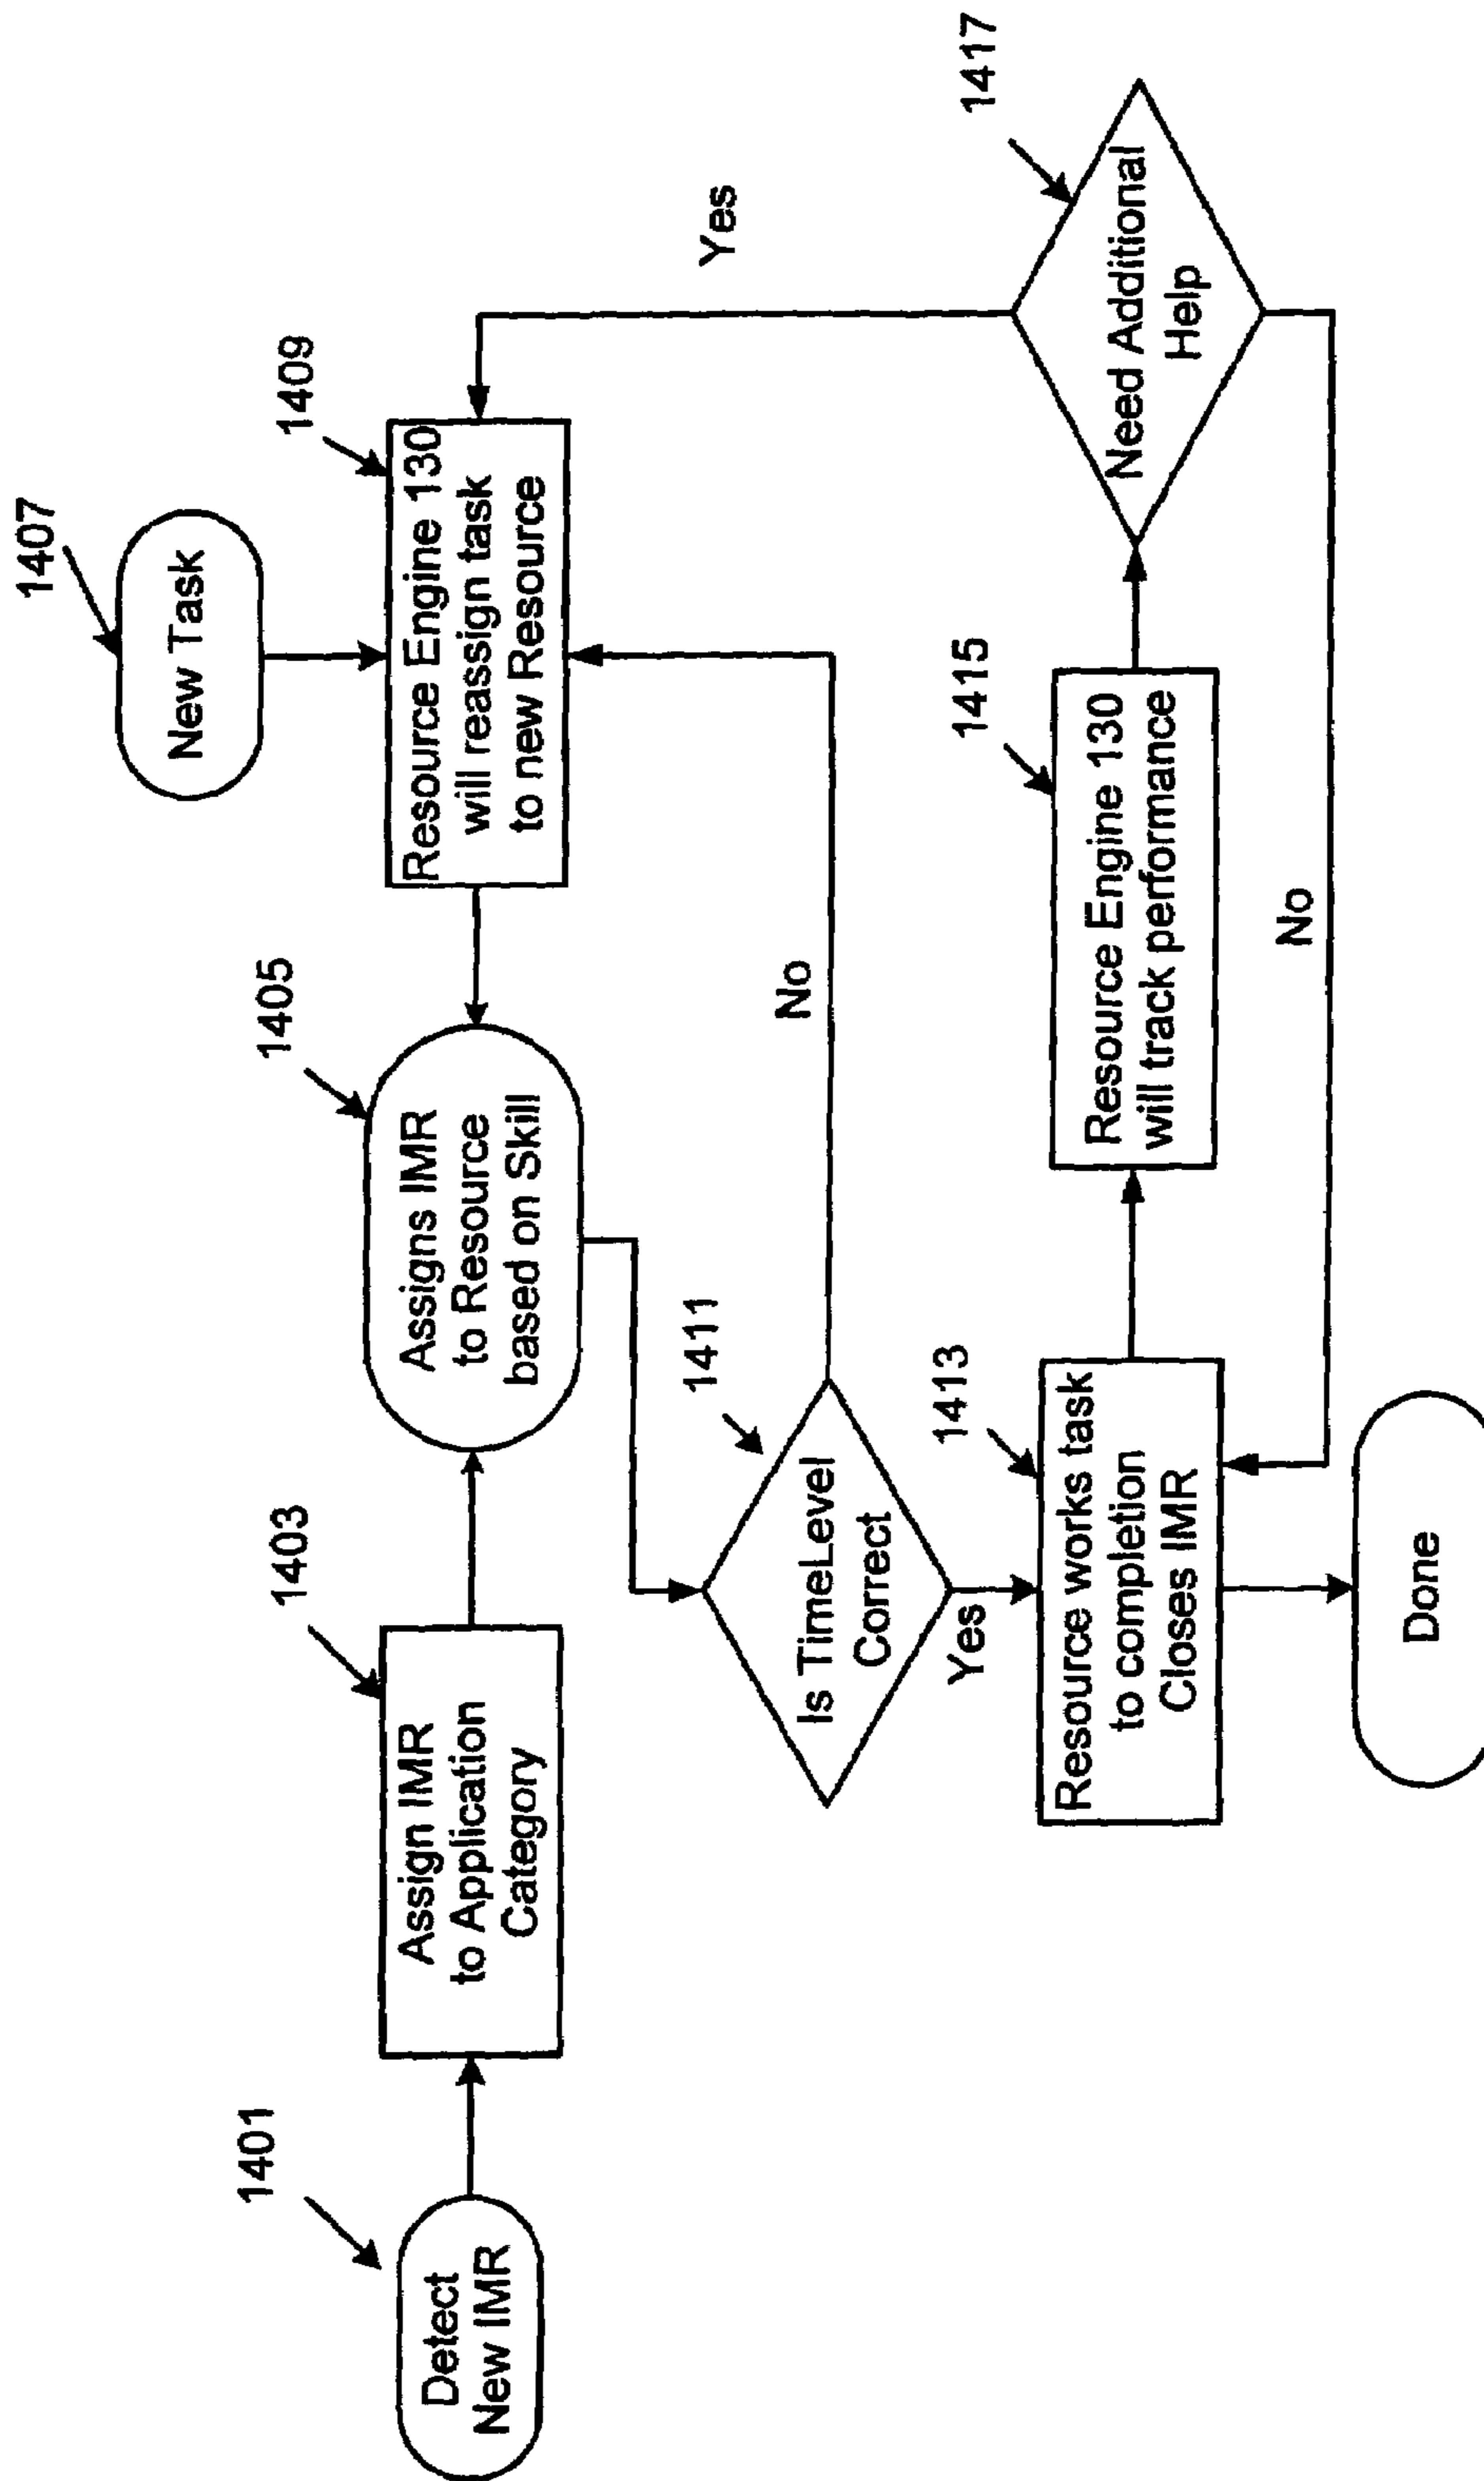 1401
Detect
New IMR
1403
Assign IMR
to Application
Category
1405
Assigns IMR
to Resource
based on Skill
1407
New Task
1409
Resource Engine 130
will reassign task
to new Resource
1411
Is TimeLevel
Correct
No
Yes
1413
Resource works task
to completion
Closes IMR
1415
Resource Engine 130
will track performance
1417
Need Additional
Help
Yes
No
Done